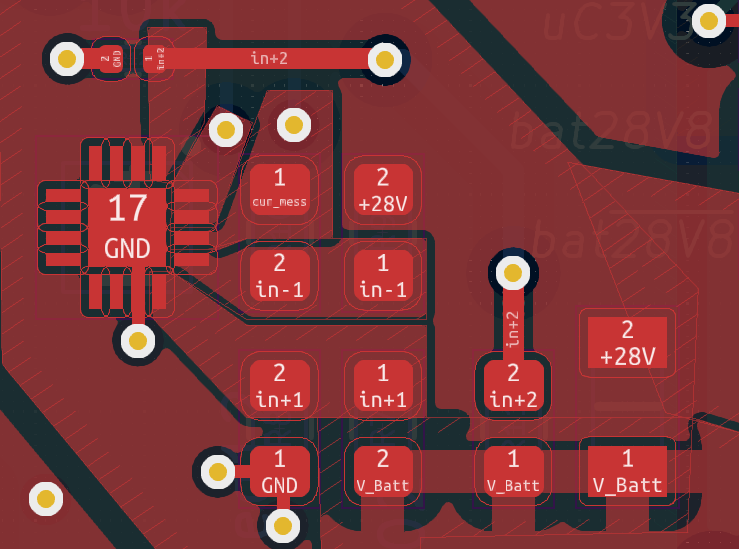 10K
uC3V3
2
GND
1
in+2
in+2
bat28V8
1
cur_mess
2
+28V
17
GND
bat28V8
2
in-1
1
in-1
in+2
2
+28V
2
in+1
1
in+1
2
in+2
1
GND
2
V_Batt
1
V_Batt
1
V_Batt